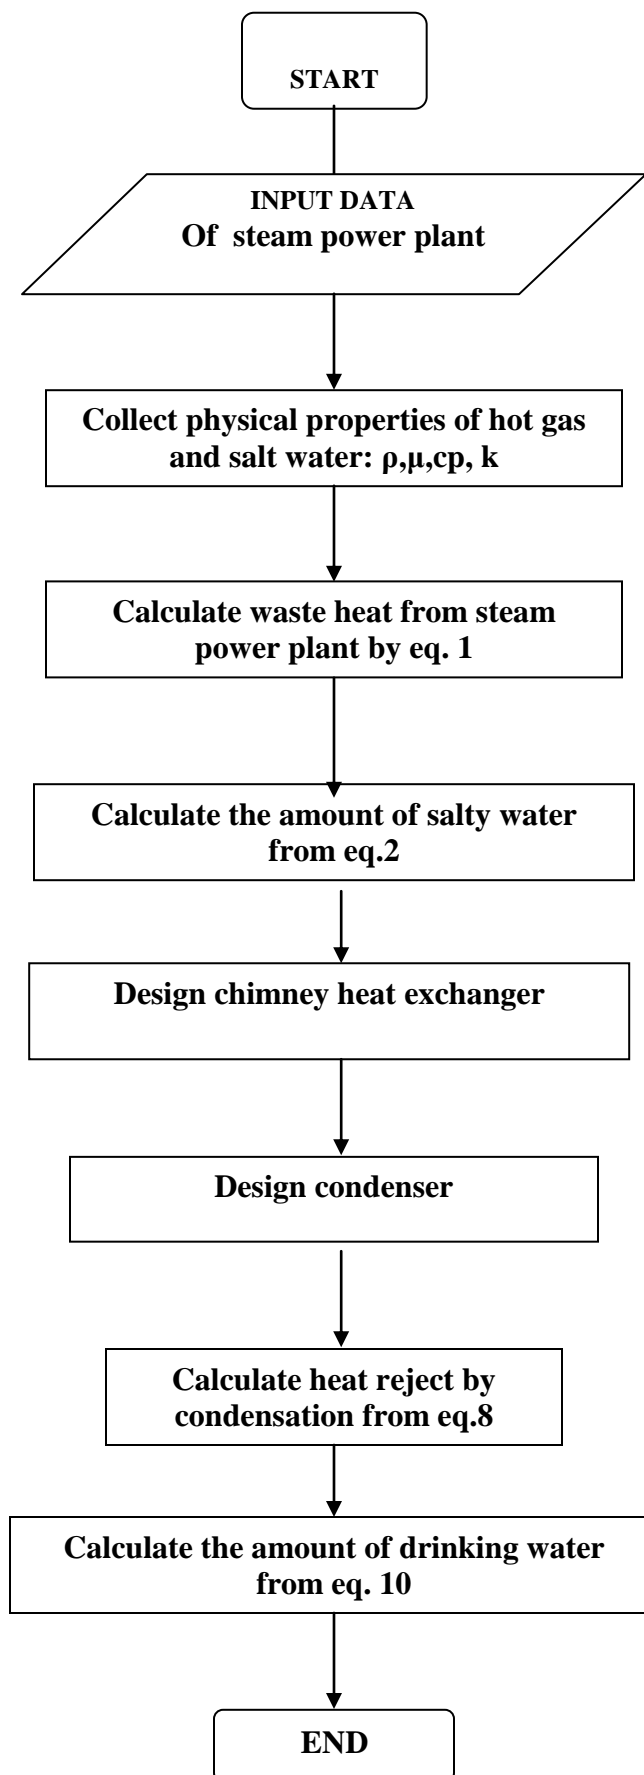 START
INPUT DATA
Of steam power plant
Collect physical properties of hot gas
and salt water: ρ,μ,cp, k
Calculate waste heat from steam
power plant by eq. 1
Calculate the amount of salty water
from eq.2
Design chimney heat exchanger
Design condenser
Calculate heat reject by
condensation from eq.8
Calculate the amount of drinking water
from eq. 10
END